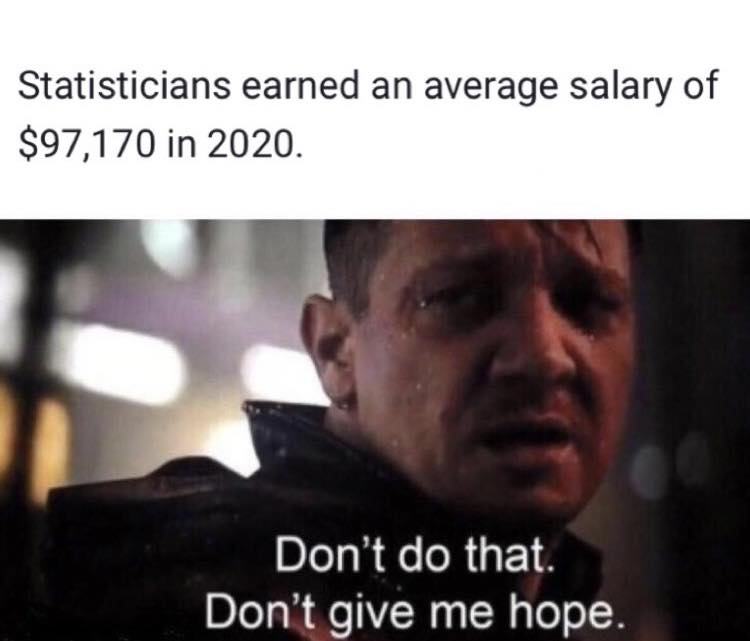 Statisticians earned an average salary of
$97,170 in 2020.
Don't do that.
Don't give me hope.